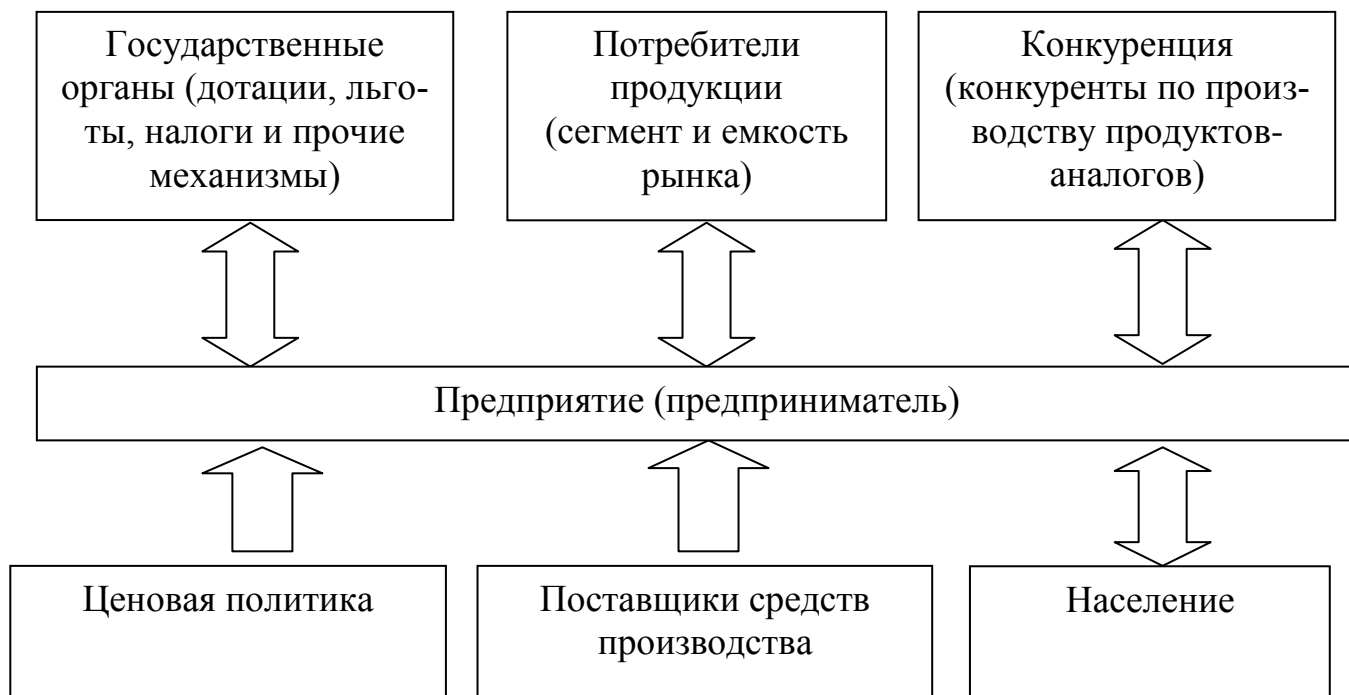 Государственные
органы (дотации, льго-
ты, налоги и прочие
механизмы)
Потребители
продукции
(сегмент и емкость
рынка)
Конкуренция
(конкуренты по произ-
водству продуктов-
аналогов)
Предприятие (предприниматель)
Ценовая политика
Поставщики средств
производства
Население